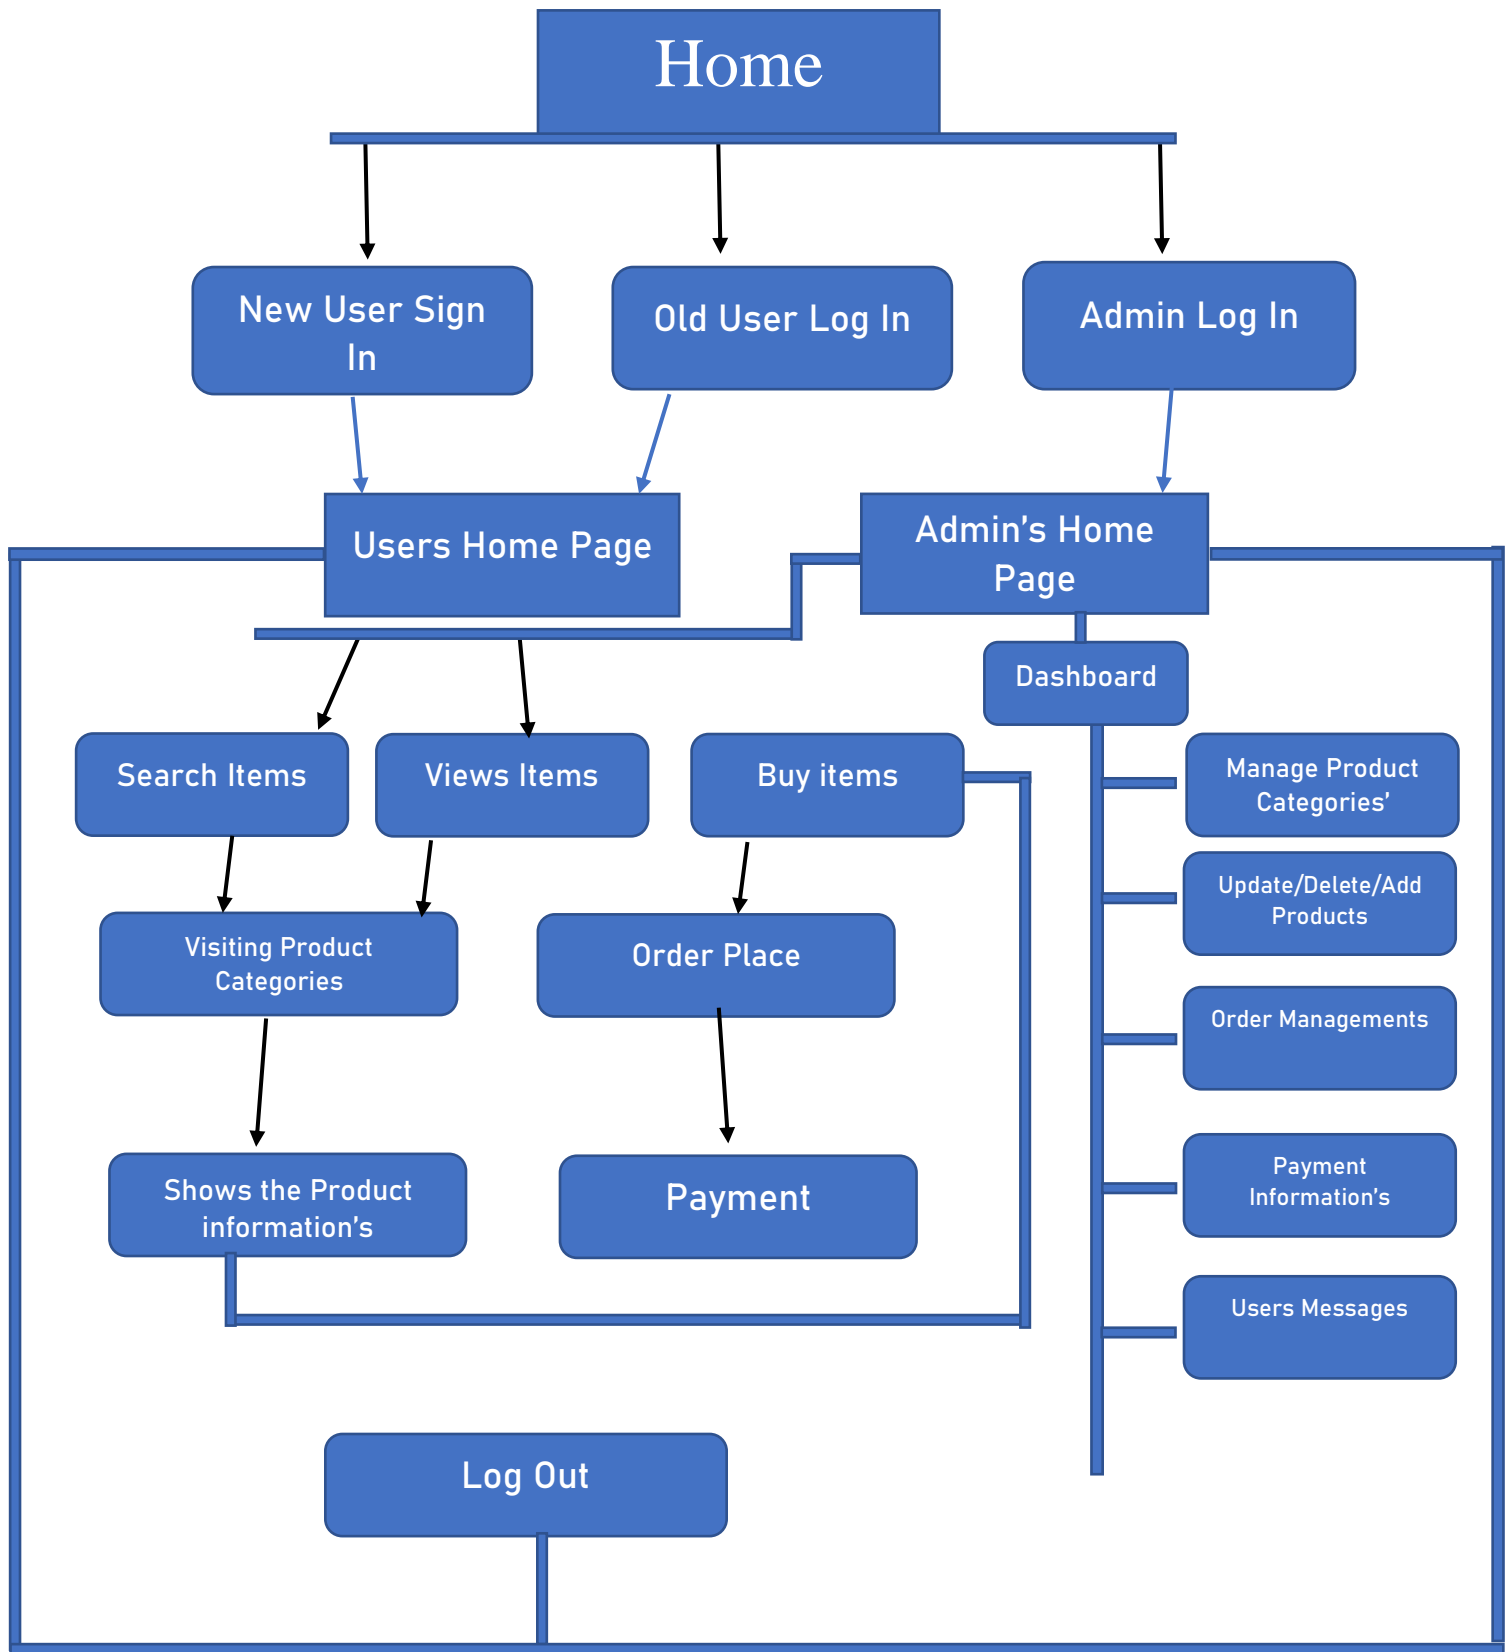 Home
New User Sign
In
Old User Log In
Admin Log In
Users Home Page
Admin’s Home
Page
Dashboard
Search Items
Views Items
Buy items
Manage Product
Categories’
Update/Delete/Add
Products
Visiting Product
Categories
Order Place
Order Managements
Shows the Product
information’s
Payment
Payment
Information’s
Users Messages
Log Out